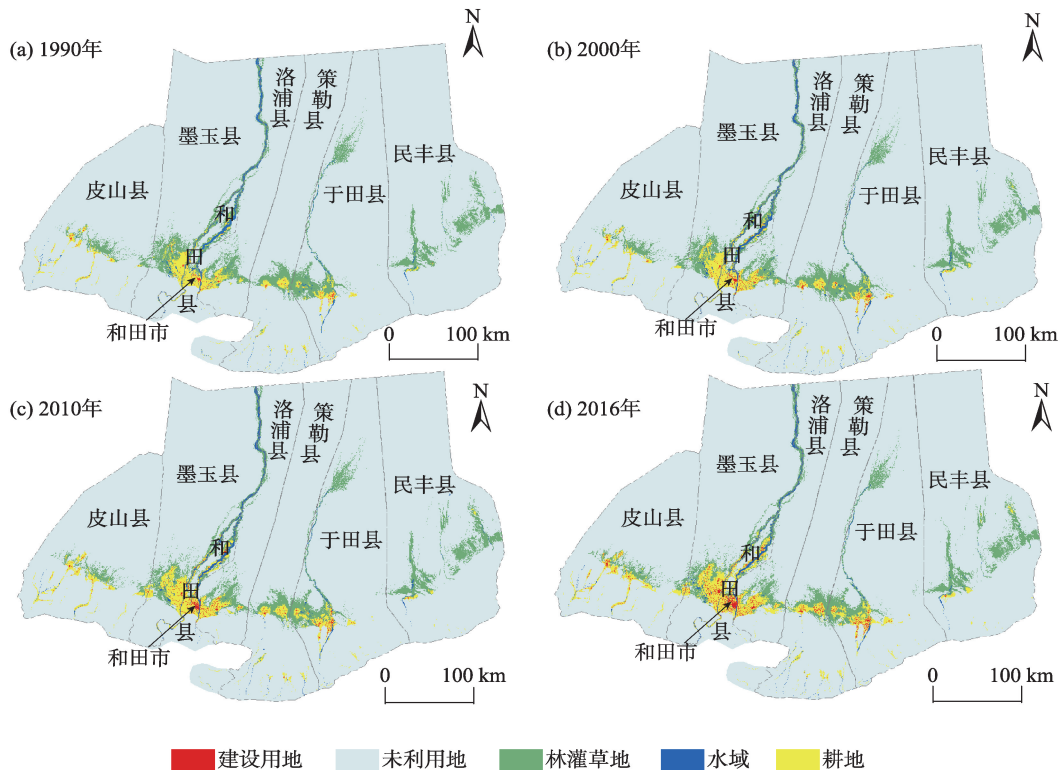 (a) 1990年
N
洛浦县
策勒县
墨玉县
民丰县
皮山县
于田县
和
田
县
和田市
0 100 km
(b) 2000年
N
洛浦县
策勒县
墨玉县
民丰县
皮山县
于田县
和
田
县
和田市
0 100 km
(c) 2010年
N
洛浦县
策勒县
墨玉县
民丰县
皮山县
于田县
和
田
县
和田市
0 100 km
(d) 2016年
N
洛浦县
策勒县
墨玉县
民丰县
皮山县
于田县
和
田
县
和田市
0 100 km
建设用地 未利用地 林灌草地 水域 耕地